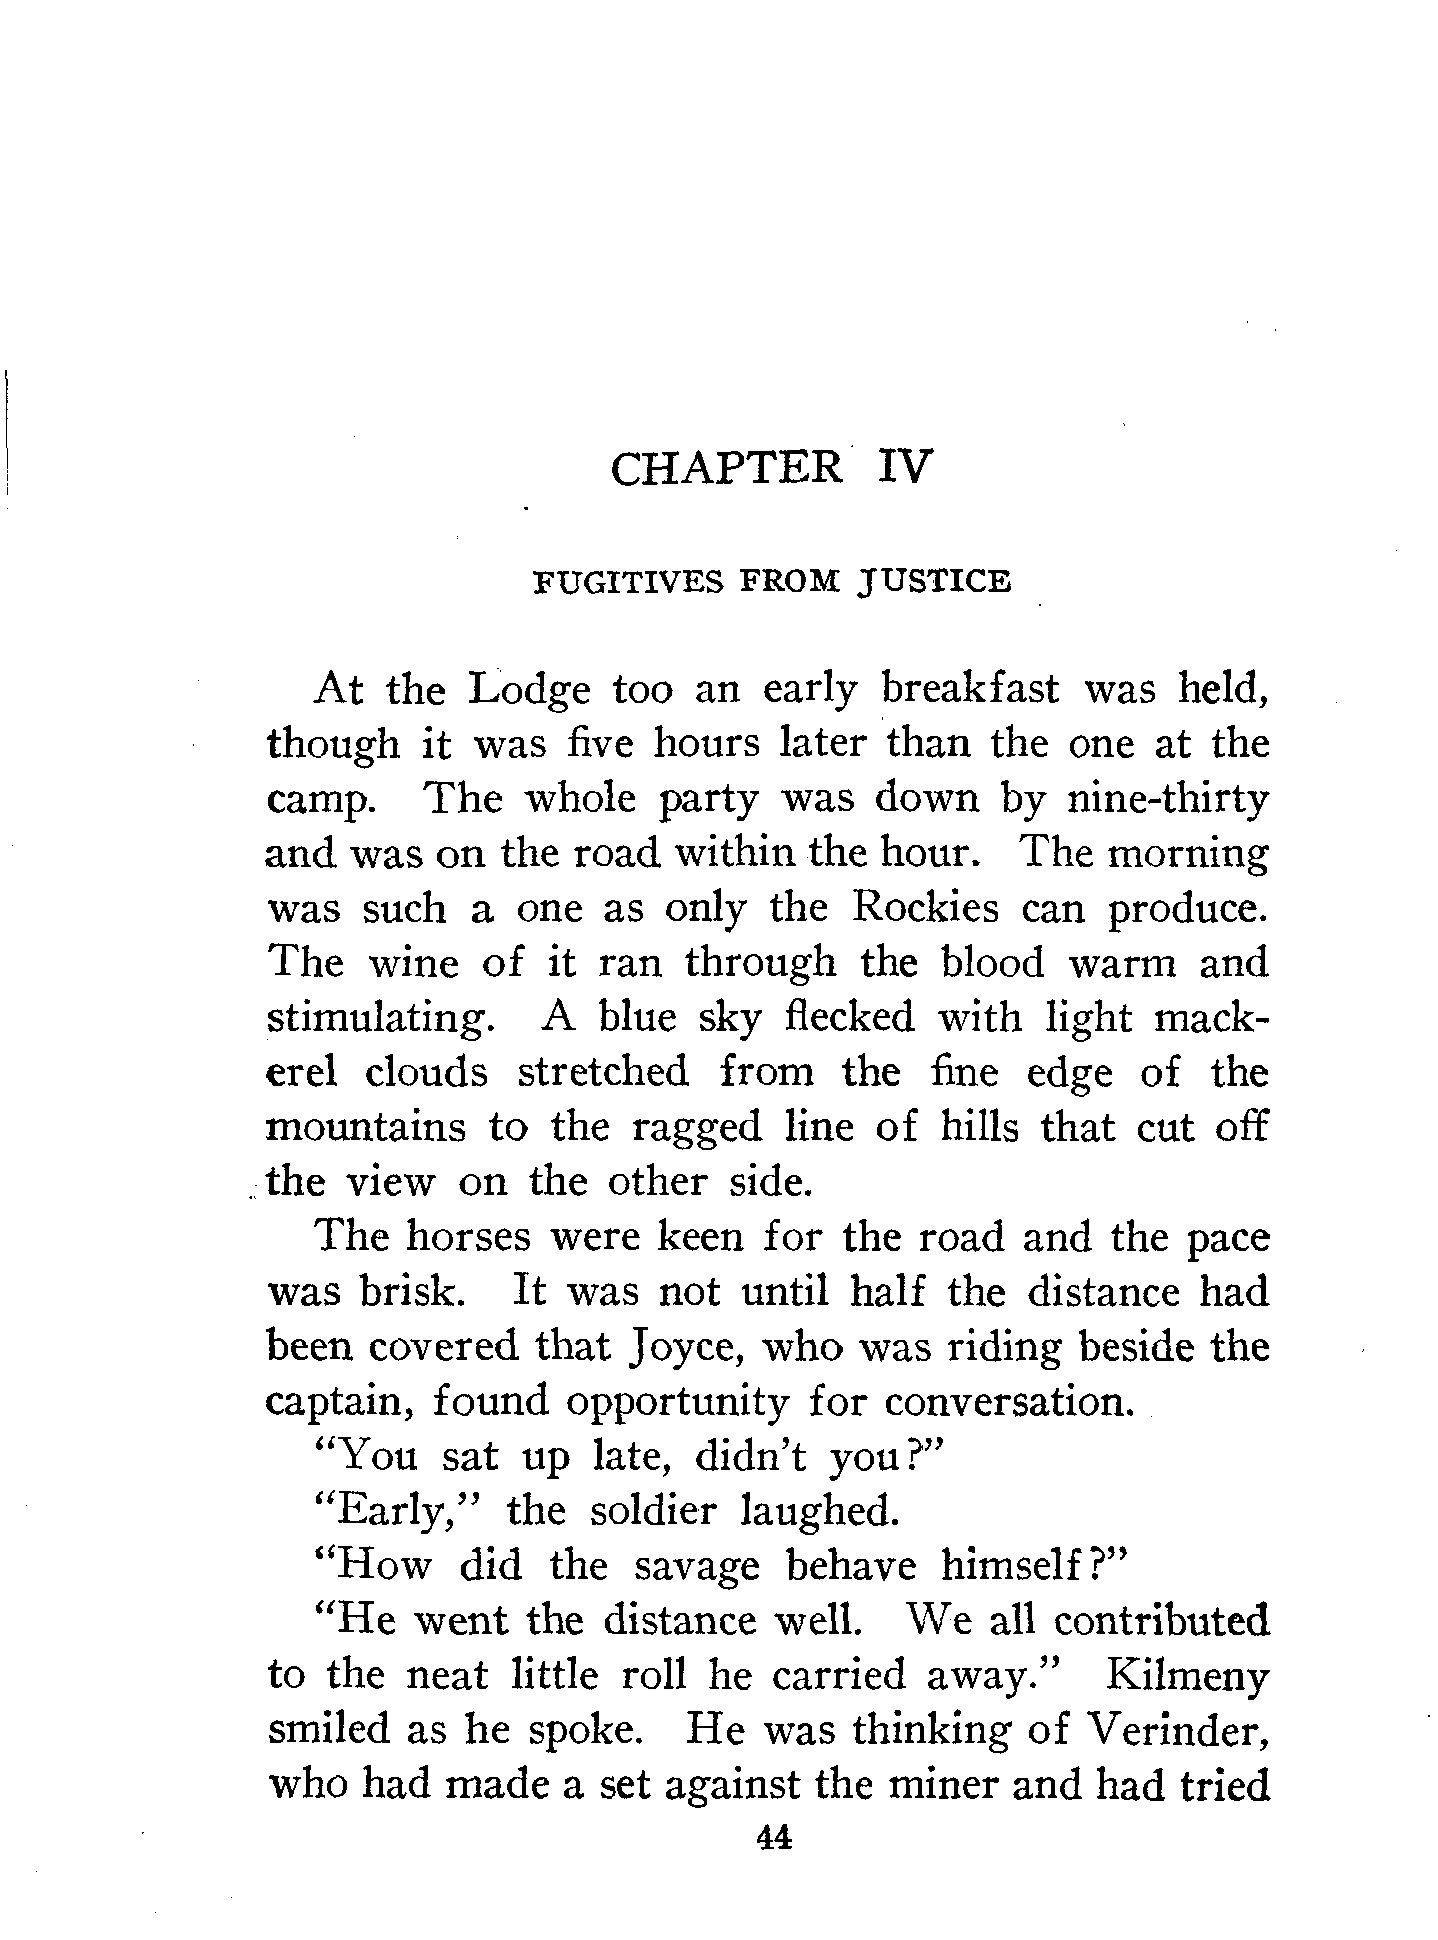 CHAPTER IV
FUGITIVES FROM JUSTICE
At the Lodge too an early breakfast was held,
though it was five hours later than the one at the
camp. The whole party was down by nine-thirty
and was on the road within the hour. The morning
was such a one as only the Rockies can produce.
The wine of it ran through the blood warm and
stimulating. A blue sky flecked with light mack-
erel clouds stretched from the fine edge of the
mountains to the ragged line of hills that cut off
the view on the other side.
The horses were keen for the road and the pace
was brisk. It was not until half the distance had
been covered that Joyce, who was riding beside the
captain, found opportunity for conversation.
“You sat up late, didn’t you?”
“Early,” the soldier laughed.
“How did the savage behave himself?”
“He went the distance well. We all contributed
to the neat little roll he carried away.” Kilmeny
smiled as he spoke. He was thinking of Verinder,
who had made a set against the miner and had tried
44